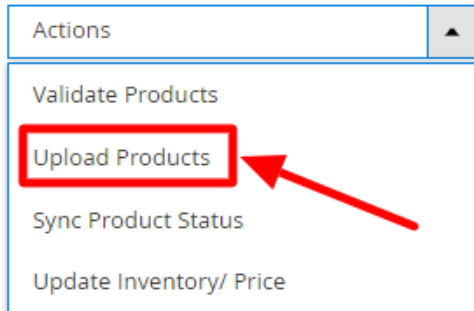 Actions
Validate Products
Upload Products
Sync Product Status
Update Inventory/ Price